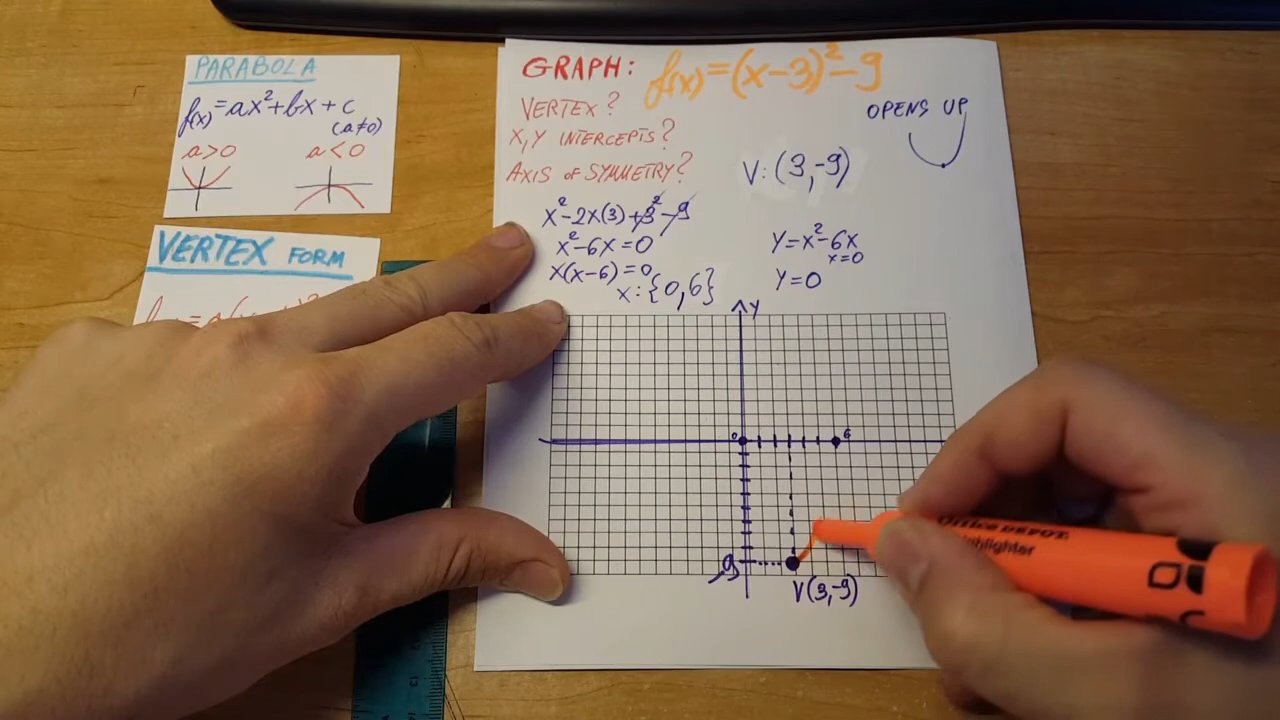 PARABOLA
f(x)=ax²+bx+c
(a≠0)
a>0 a<0
VERTEX FORM
GRAPH: f(x)=(x-3)²-9
VERTEX?
X,Y INTERCEPTS?
AXIS OF SYMMETRY?
OPENS UP
V:(3,-9)
x²-2x(3)+3²-9
x²-6x=0
x(x-6)=0
x:{0,6}
Y=x²-6x
x=0
Y=0
Y
0 6
-9
V(3,-9)
OFFICE DEPOT
highlighter